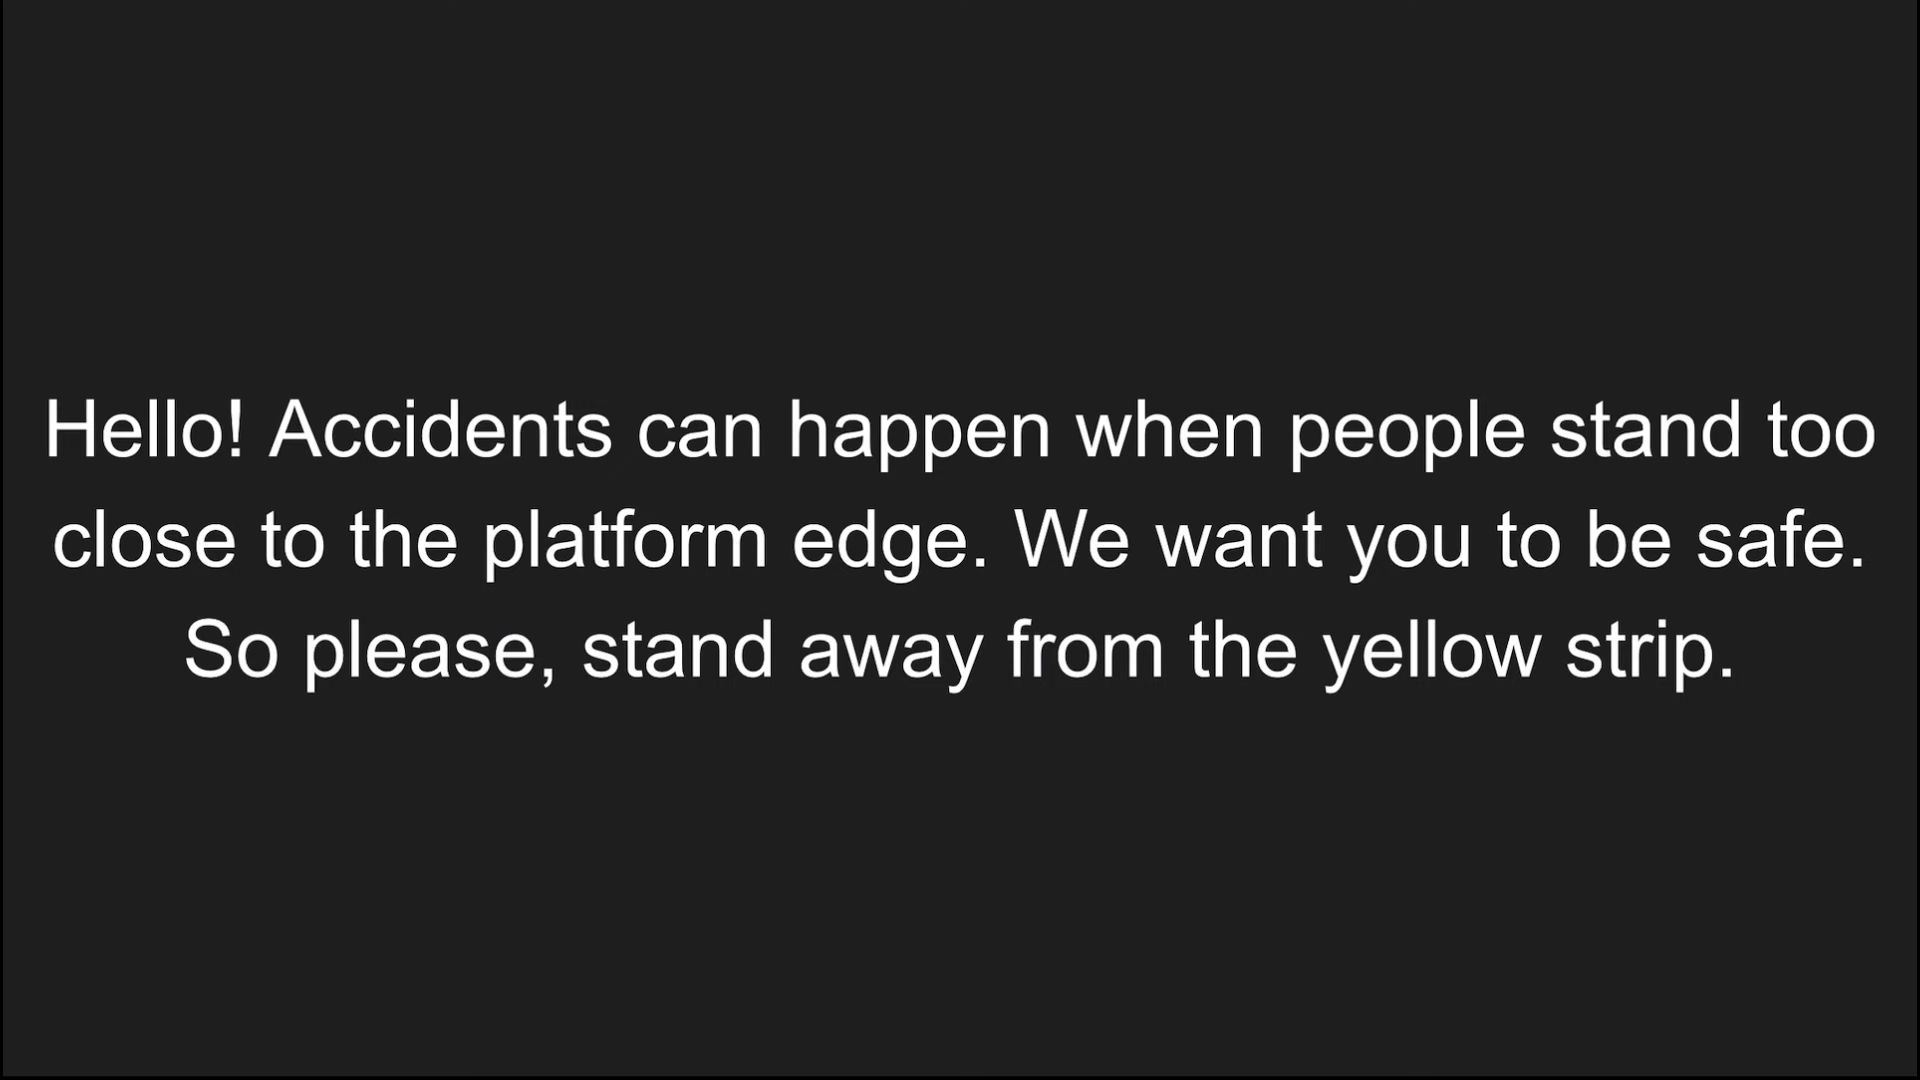 Hello! Accidents can happen when people stand too
close to the platform edge. We want you to be safe.
So please, stand away from the yellow strip.